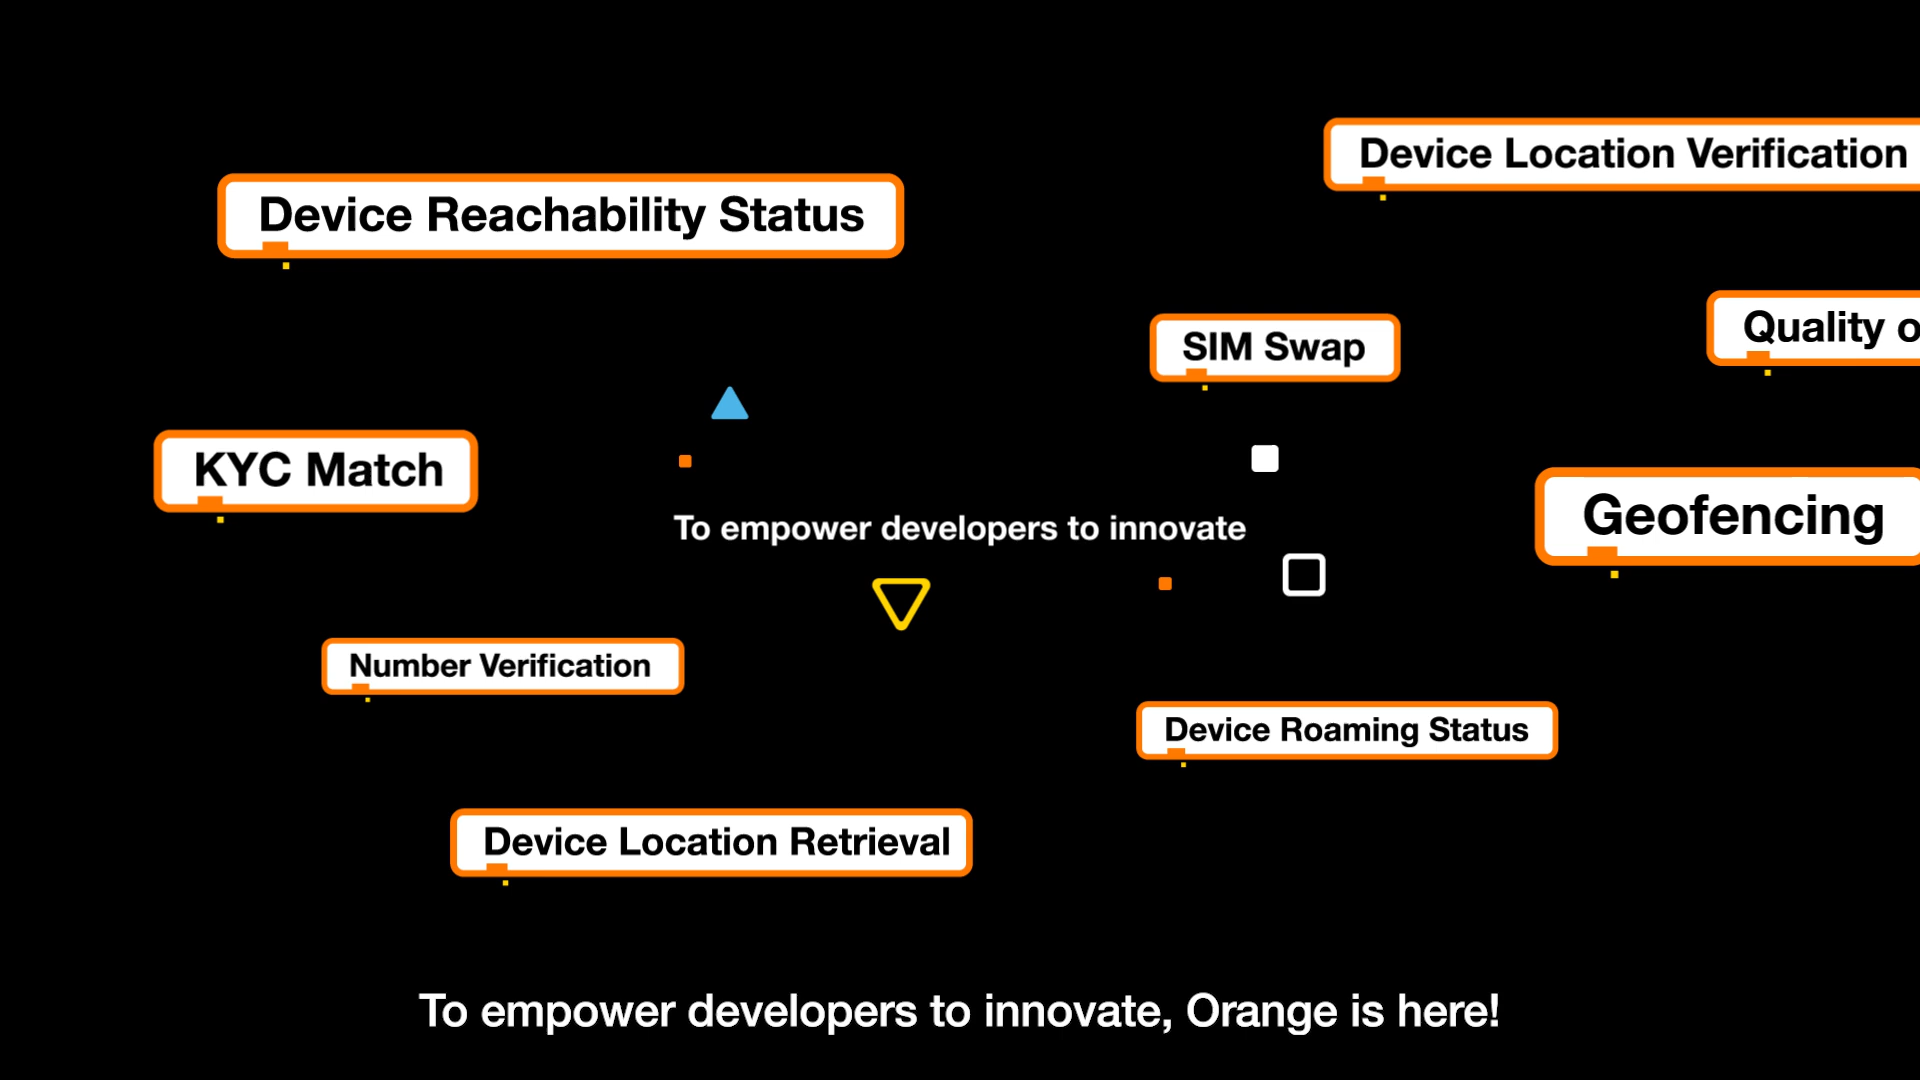 Device Location Verification
Device Reachability Status
SIM Swap
Quality o
KYC Match
Geofencing
To empower developers to innovate
Number Verification
Device Roaming Status
Device Location Retrieval
To empower developers to innovate, Orange is here!